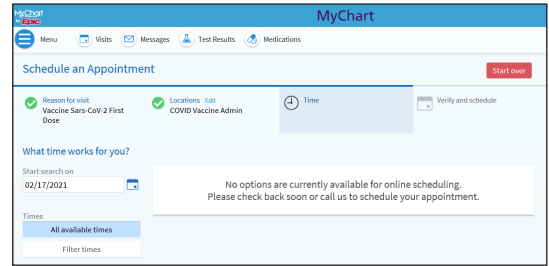 MyChart
by Epic
MyChart
Menu
Visits
Messages
Test Results
Medications
Schedule an Appointment
Start over
Reason for visit
Vaccine Sars-CoV-2 First
Dose
Locations Edit
COVID Vaccine Admin
Time
Verify and schedule
What time works for you?
Start search on
02/17/2021
No options are currently available for online scheduling.
Please check back soon or call us to schedule your appointment.
Times
All available times
Filter times